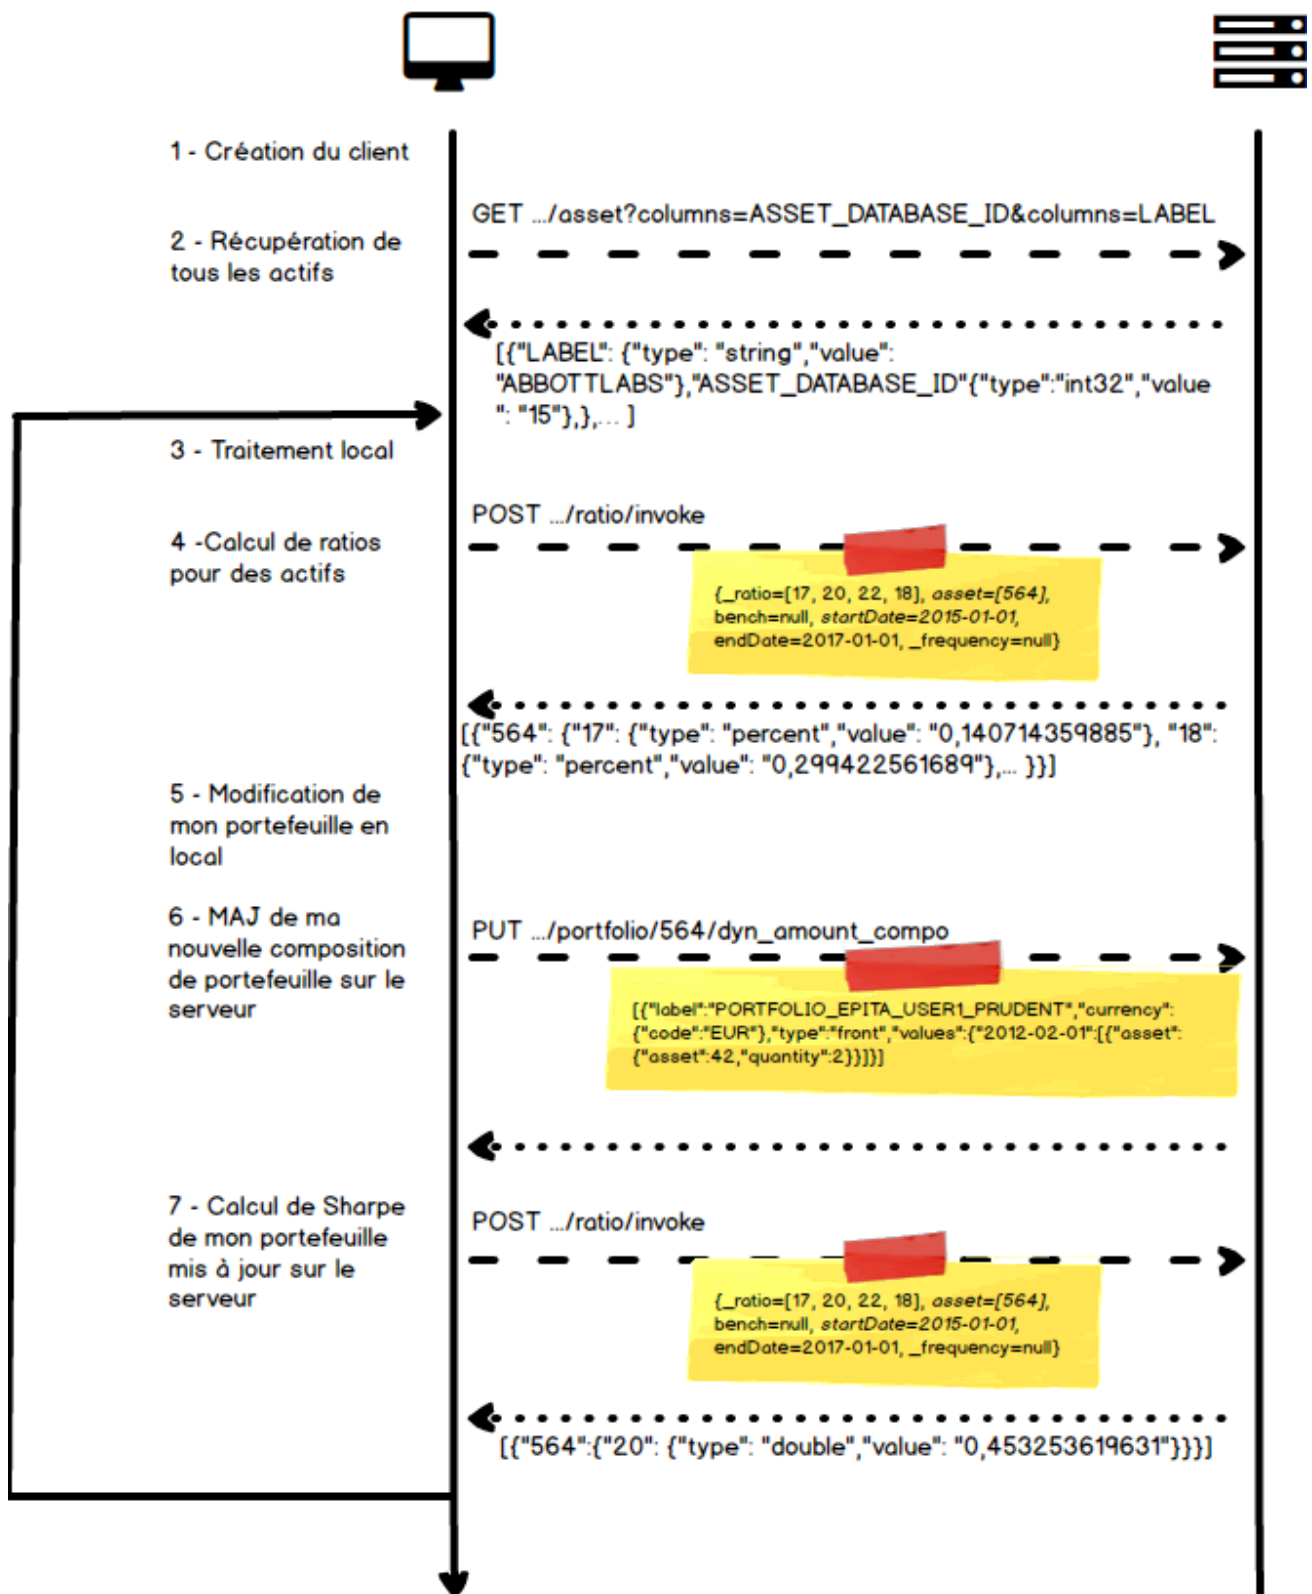 1 - Création du client
GET .../asset?columns=ASSET_DATABASE_ID&columns=LABEL
2 - Récupération de
tous les actifs
[{"LABEL": {"type": "string","value":
"ABBOTTLABS"},"ASSET_DATABASE_ID"{"type":"int32","value
": "15"},},... ]
3 - Traitement local
POST .../ratio/invoke
4 -Calcul de ratios
pour des actifs
{_ratio=[17, 20, 22, 18], asset=[564],
bench=null, startDate=2015-01-01,
endDate=2017-01-01, _frequency=null}
[{"564": {"17": {"type": "percent","value": "0,140714359885"}, "18":
{"type": "percent","value": "0,299422561689"},... }}]
5 - Modification de
mon portefeuille en
local
6 - MAJ de ma
nouvelle composition
de portefeuille sur le
serveur
PUT .../portfolio/564/dyn_amount_compo
[{"label":"PORTFOLIO_EPITA_USER1_PRUDENT","currency":
{"code":"EUR"},"type":"front","values":{"2012-02-01":[{"asset":
{"asset":42,"quantity":2}}]}]
7 - Calcul de Sharpe
de mon portefeuille
mis à jour sur le
serveur
POST .../ratio/invoke
{_ratio=[17, 20, 22, 18], asset=[564],
bench=null, startDate=2015-01-01,
endDate=2017-01-01, _frequency=null}
[{"564":{"20": {"type": "double","value": "0,453253619631"}}}]